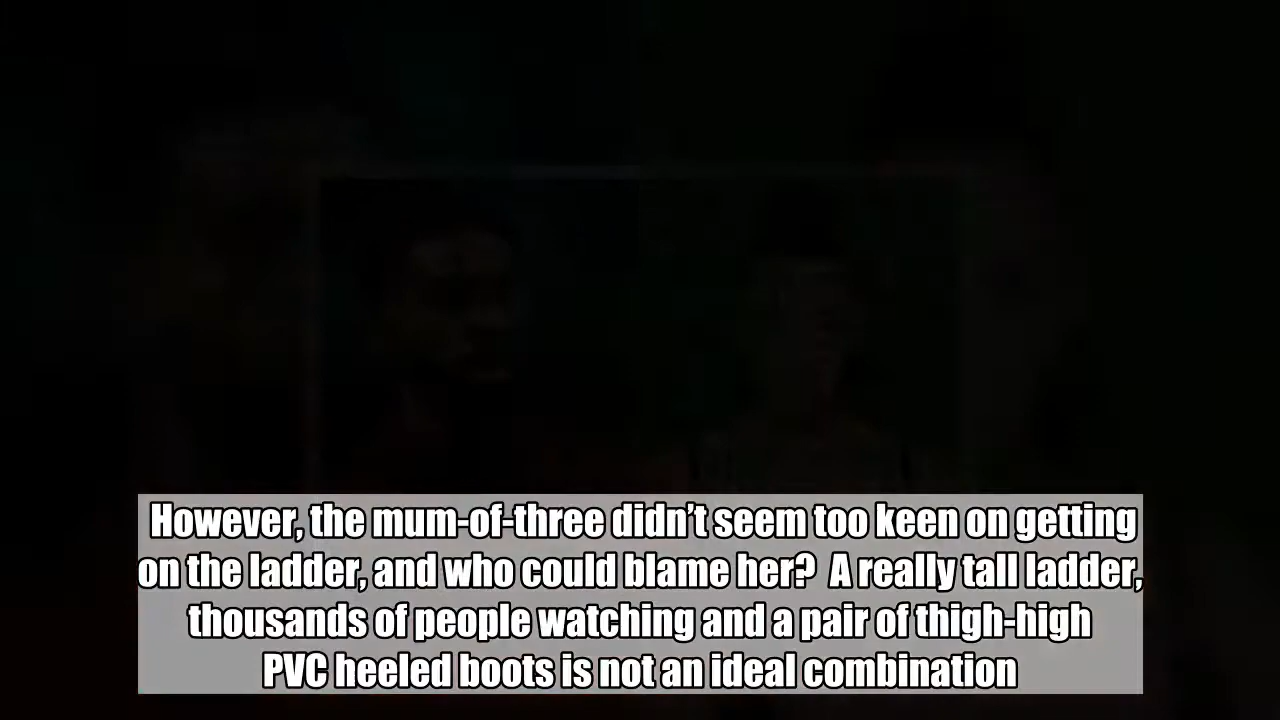 However, the mum-of-three didn’t seem too keen on getting
on the ladder, and who could blame her?  A really tall ladder,
thousands of people watching and a pair of thigh-high
PVC heeled boots is not an ideal combination